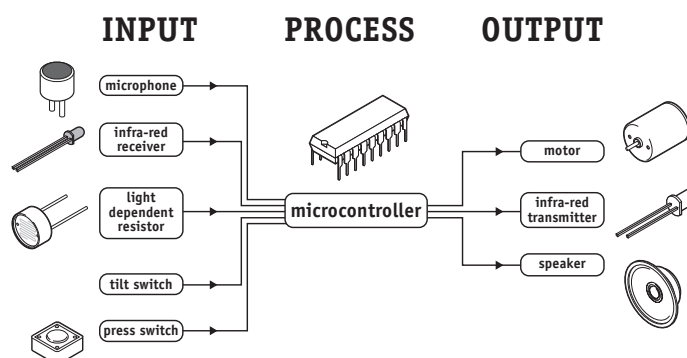 INPUT
PROCESS
OUTPUT
microphone
infra-red
receiver
light
dependent
resistor
tilt switch
press switch
microcontroller
motor
infra-red
transmitter
speaker